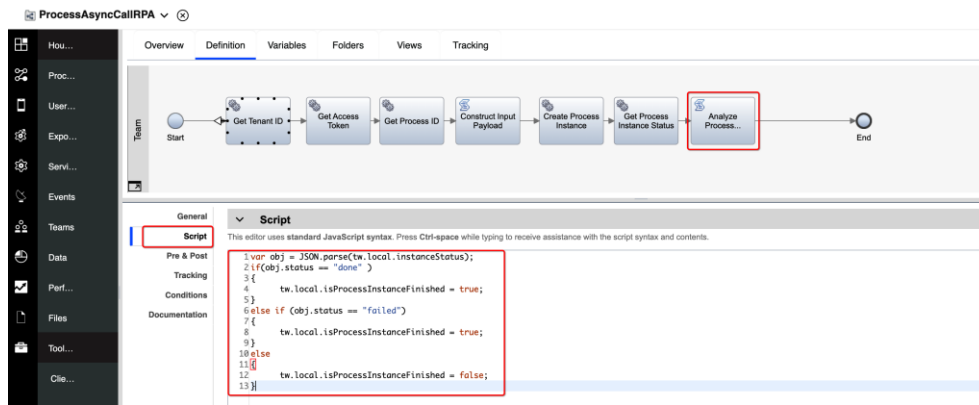 ProcessAsyncCallRPA
Hou...
Proc...
User...
Expo...
Servi...
Events
Teams
Data
Perf...
Files
Tool...
Clie...
Overview Definition Variables Folders Views Tracking
Team
Start
Get Tenant ID
Get Access
Token
Get Process ID
Construct Input
Payload
Create Process
Instance
Get Process
Instance Status
Analyze
Process...
End
General
Script
Pre & Post
Tracking
Conditions
Documentation
Script
This editor uses standard JavaScript syntax. Press Ctrl-space while typing to receive assistance with the script syntax and contents.
1 var obj = JSON.parse(tw.local.instanceStatus);
2 if(obj.status == "done" )
3 {
4 tw.local.isProcessInstanceFinished = true;
5 }
6 else if (obj.status == "failed")
7 {
8 tw.local.isProcessInstanceFinished = true;
9 }
10 else
11 {
12 tw.local.isProcessInstanceFinished = false;
13 }